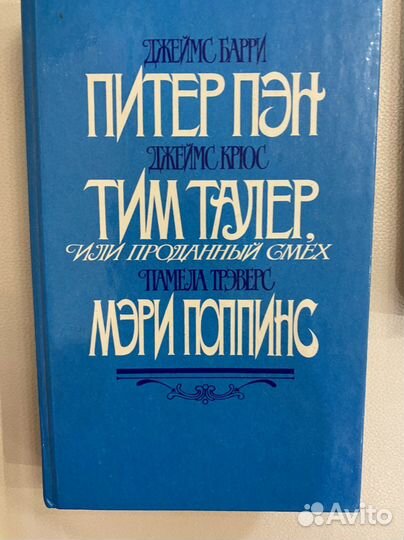 ДЖЕЙМС БАРРИ
ПИТЕР ПЭН
ДЖЕЙМС КРЮС
ТИМ ТАЛЕР,
ИЛИ ПРОДАННЫЙ СМЕХ
ПАМЕЛА ТРЭВЕРС
МЭРИ ПОППИНС
Avito